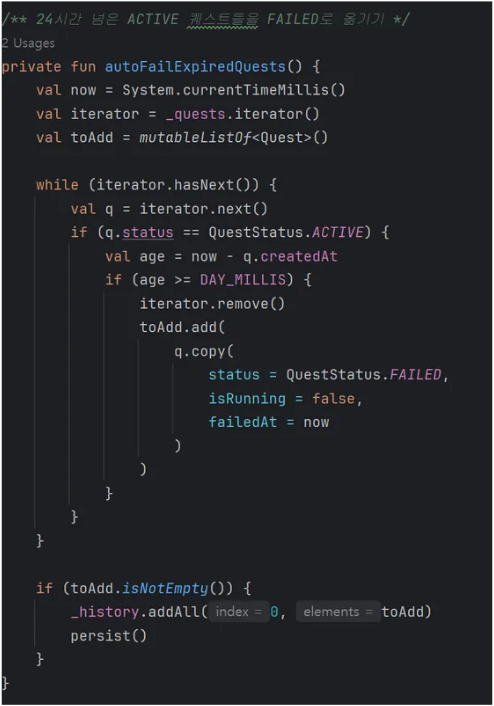 /** 24시간 넘은 ACTIVE 퀘스트들을 FAILED로 옮기기 */
2 Usages
private fun autoFailExpiredQuests() {
    val now = System.currentTimeMillis()
    val iterator = _quests.iterator()
    val toAdd = mutableListOf<Quest>()

    while (iterator.hasNext()) {
        val q = iterator.next()
        if (q.status == QuestStatus.ACTIVE) {
            val age = now - q.createdAt
            if (age >= DAY_MILLIS) {
                iterator.remove()
                toAdd.add(
                    q.copy(
                        status = QuestStatus.FAILED,
                        isRunning = false,
                        failedAt = now
                    )
                )
            }
        }
    }

    if (toAdd.isNotEmpty()) {
        _history.addAll( index = 0, elements = toAdd)
        persist()
    }
}